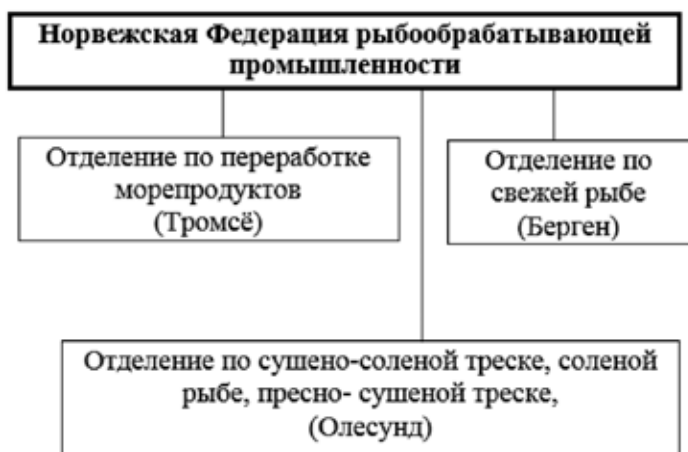 Норвежская Федерация рыбообрабатывающей
промышленности
Отделение по переработке
морепродуктов
(Тромсё)
Отделение по
свежей рыбе
(Берген)
Отделение по сушено-соленой треске, соленой
рыбе, пресно- сушеной треске,
(Олесунд)